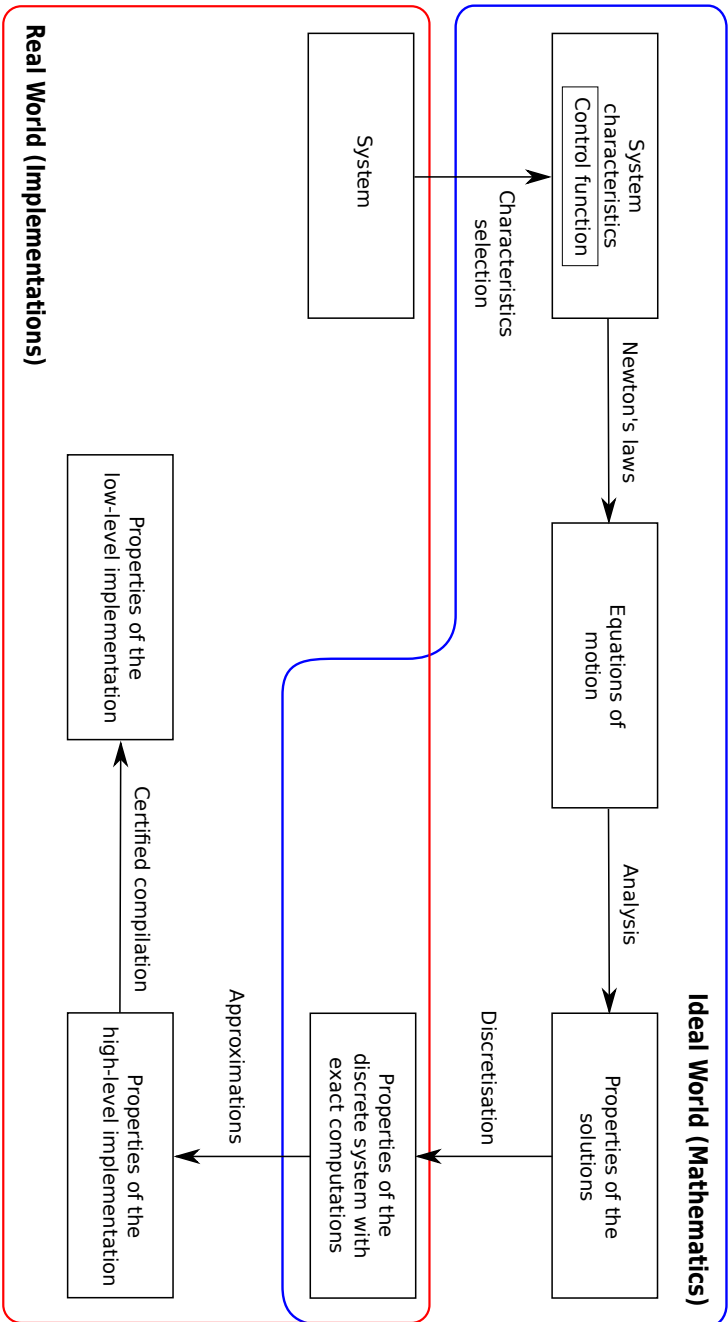 Ideal World (Mathematics)
System
characteristics
Control function
Newton's laws
Equations of
motion
Analysis
Properties of the
solutions
Characteristics
selection
Discretisation
System
Properties of the
discrete system with
exact computations
Approximations
Properties of the
low-level implementation
Certified compilation
Properties of the
high-level implementation
Real World (Implementations)